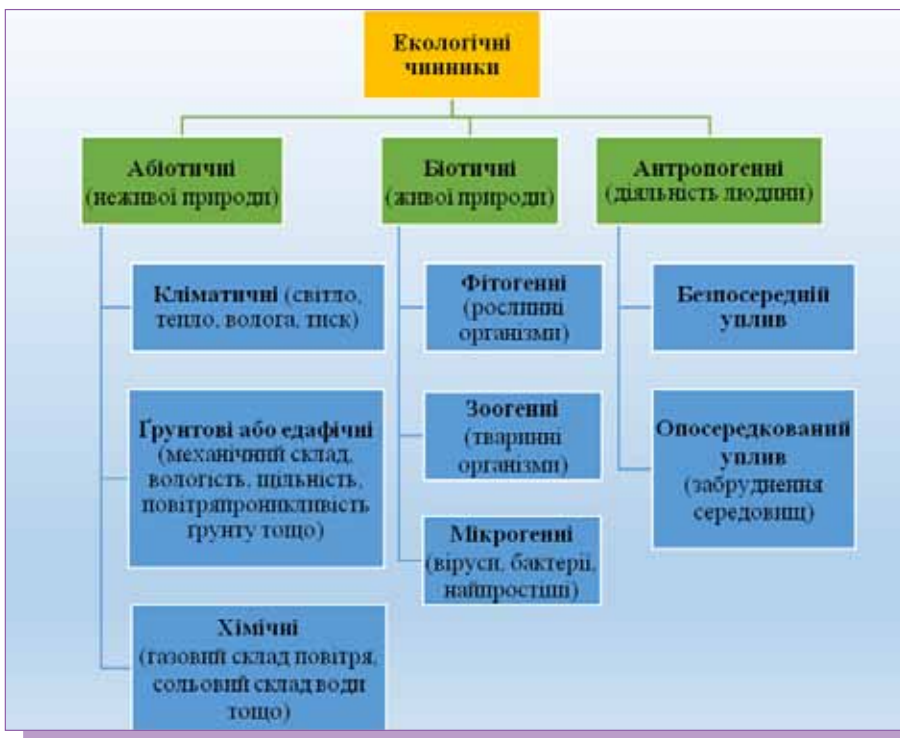 Екологічні
чинники
Абіотичні
(неживої природи)
Біотичні
(живої природи)
Антропогенні
(діяльність людини)
Кліматичні (світло,
тепло, волога, тиск)
Ґрунтові або едафічні
(механічний склад,
вологість, щільність,
повітряпроникливість
ґрунту тощо)
Хімічні
(газовий склад повітря,
сольовий склад води
тощо)
Фітогенні
(рослинні
організми)
Зоогенні
(тваринні
організми)
Мікрогенні
(віруси, бактерії,
найпростіші)
Безпосередній
уплив
Опосередкований
уплив
(забруднення
середовищ)